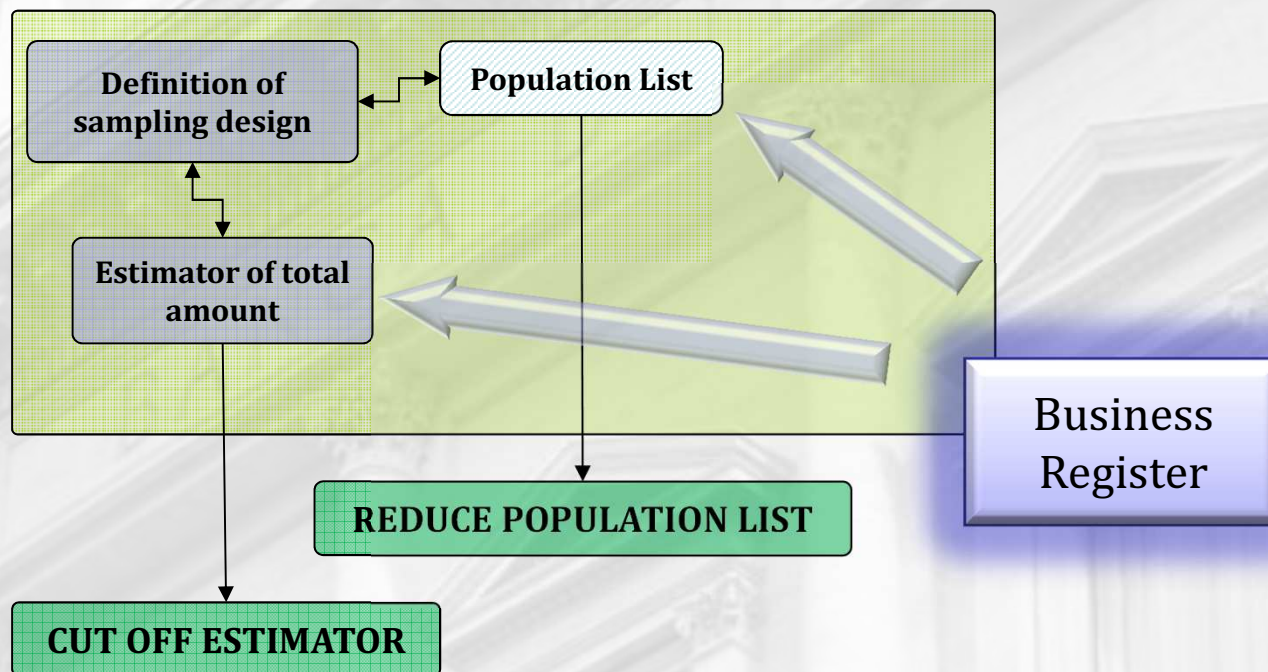 Definition of
sampling design
Population List
Estimator of total
amount
Business
Register
REDUCE POPULATION LIST
CUT OFF ESTIMATOR